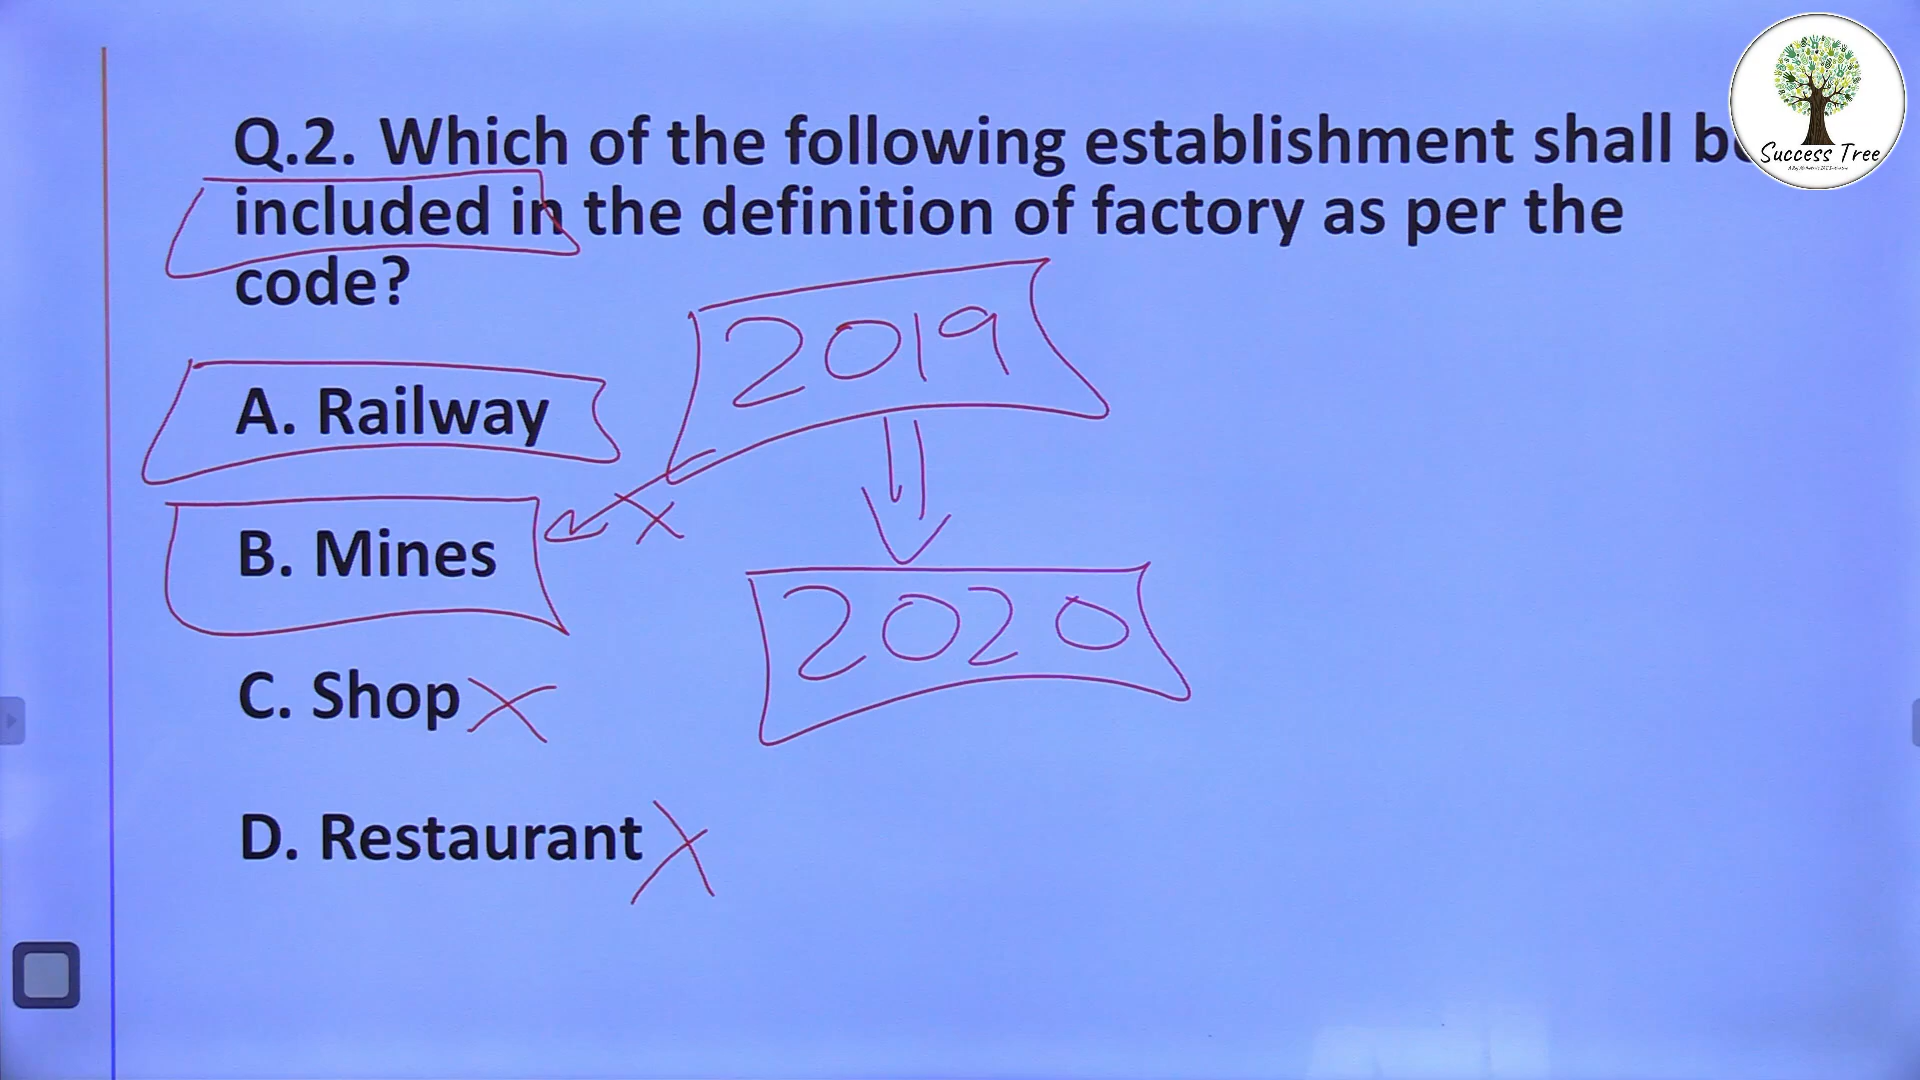 Q.2. Which of the following establishment shall be
included in the definition of factory as per the
code?
2019
A. Railway
B. Mines
2020
C. Shop
D. Restaurant
Success Tree